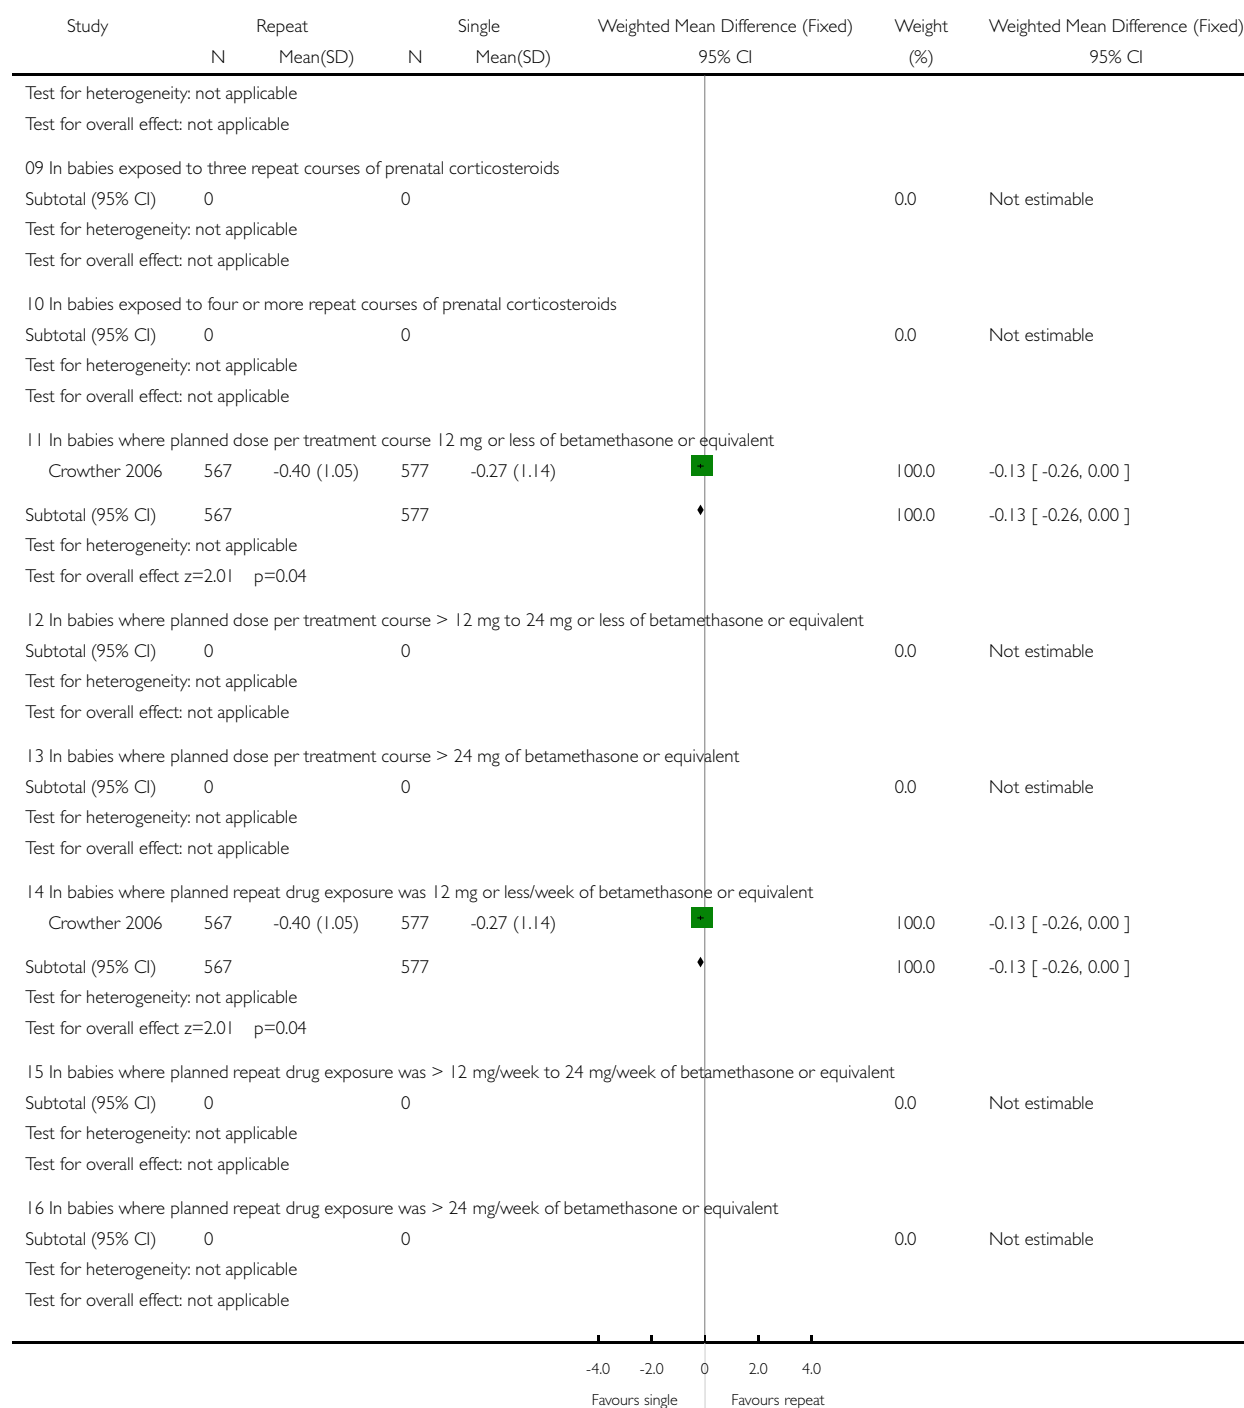 Study Repeat Single Weighted Mean Difference (Fixed) Weight Weighted Mean Difference (Fixed)
N Mean(SD) N Mean(SD) 95% CI (%) 95% CI
Test for heterogeneity: not applicable
Test for overall effect: not applicable
09 In babies exposed to three repeat courses of prenatal corticosteroids
Subtotal (95% CI) 0 0 0.0 Not estimable
Test for heterogeneity: not applicable
Test for overall effect: not applicable
10 In babies exposed to four or more repeat courses of prenatal corticosteroids
Subtotal (95% CI) 0 0 0.0 Not estimable
Test for heterogeneity: not applicable
Test for overall effect: not applicable
11 In babies where planned dose per treatment course 12 mg or less of betamethasone or equivalent
Crowther 2006 567 -0.40 (1.05) 577 -0.27 (1.14) 100.0 -0.13 [ -0.26, 0.00 ]
Subtotal (95% CI) 567 577 100.0 -0.13 [ -0.26, 0.00 ]
Test for heterogeneity: not applicable
Test for overall effect z=2.01 p=0.04
12 In babies where planned dose per treatment course > 12 mg to 24 mg or less of betamethasone or equivalent
Subtotal (95% CI) 0 0 0.0 Not estimable
Test for heterogeneity: not applicable
Test for overall effect: not applicable
13 In babies where planned dose per treatment course > 24 mg of betamethasone or equivalent
Subtotal (95% CI) 0 0 0.0 Not estimable
Test for heterogeneity: not applicable
Test for overall effect: not applicable
14 In babies where planned repeat drug exposure was 12 mg or less/week of betamethasone or equivalent
Crowther 2006 567 -0.40 (1.05) 577 -0.27 (1.14) 100.0 -0.13 [ -0.26, 0.00 ]
Subtotal (95% CI) 567 577 100.0 -0.13 [ -0.26, 0.00 ]
Test for heterogeneity: not applicable
Test for overall effect z=2.01 p=0.04
15 In babies where planned repeat drug exposure was > 12 mg/week to 24 mg/week of betamethasone or equivalent
Subtotal (95% CI) 0 0 0.0 Not estimable
Test for heterogeneity: not applicable
Test for overall effect: not applicable
16 In babies where planned repeat drug exposure was > 24 mg/week of betamethasone or equivalent
Subtotal (95% CI) 0 0 0.0 Not estimable
Test for heterogeneity: not applicable
Test for overall effect: not applicable
-4.0 -2.0 0 2.0 4.0
Favours single Favours repeat